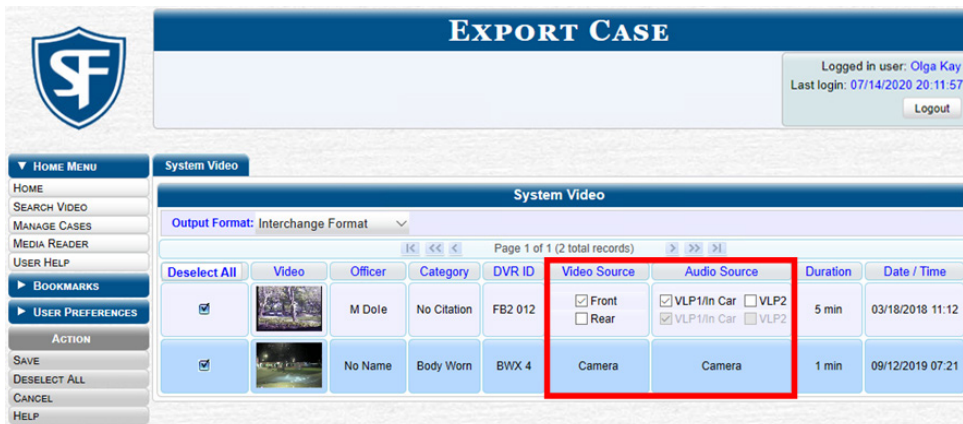 EXPORT CASE
SF
Logged in user: Olga Kay
Last login: 07/14/2020 20:11:57
Logout
▼ HOME MENU
HOME
SEARCH VIDEO
MANAGE CASES
MEDIA READER
USER HELP
► BOOKMARKS
► USER PREFERENCES
ACTION
SAVE
DESELECT ALL
CANCEL
HELP
System Video
System Video
Output Format: Interchange Format
Page 1 of 1 (2 total records)
Deselect All Video Officer Category DVR ID Video Source Audio Source Duration Date / Time
M Dole No Citation FB2 012 Front VLP1/In Car VLP2 5 min 03/18/2018 11:12
Rear VLP1/In Car VLP2
No Name Body Worn BWX 4 Camera Camera 1 min 09/12/2019 07:21